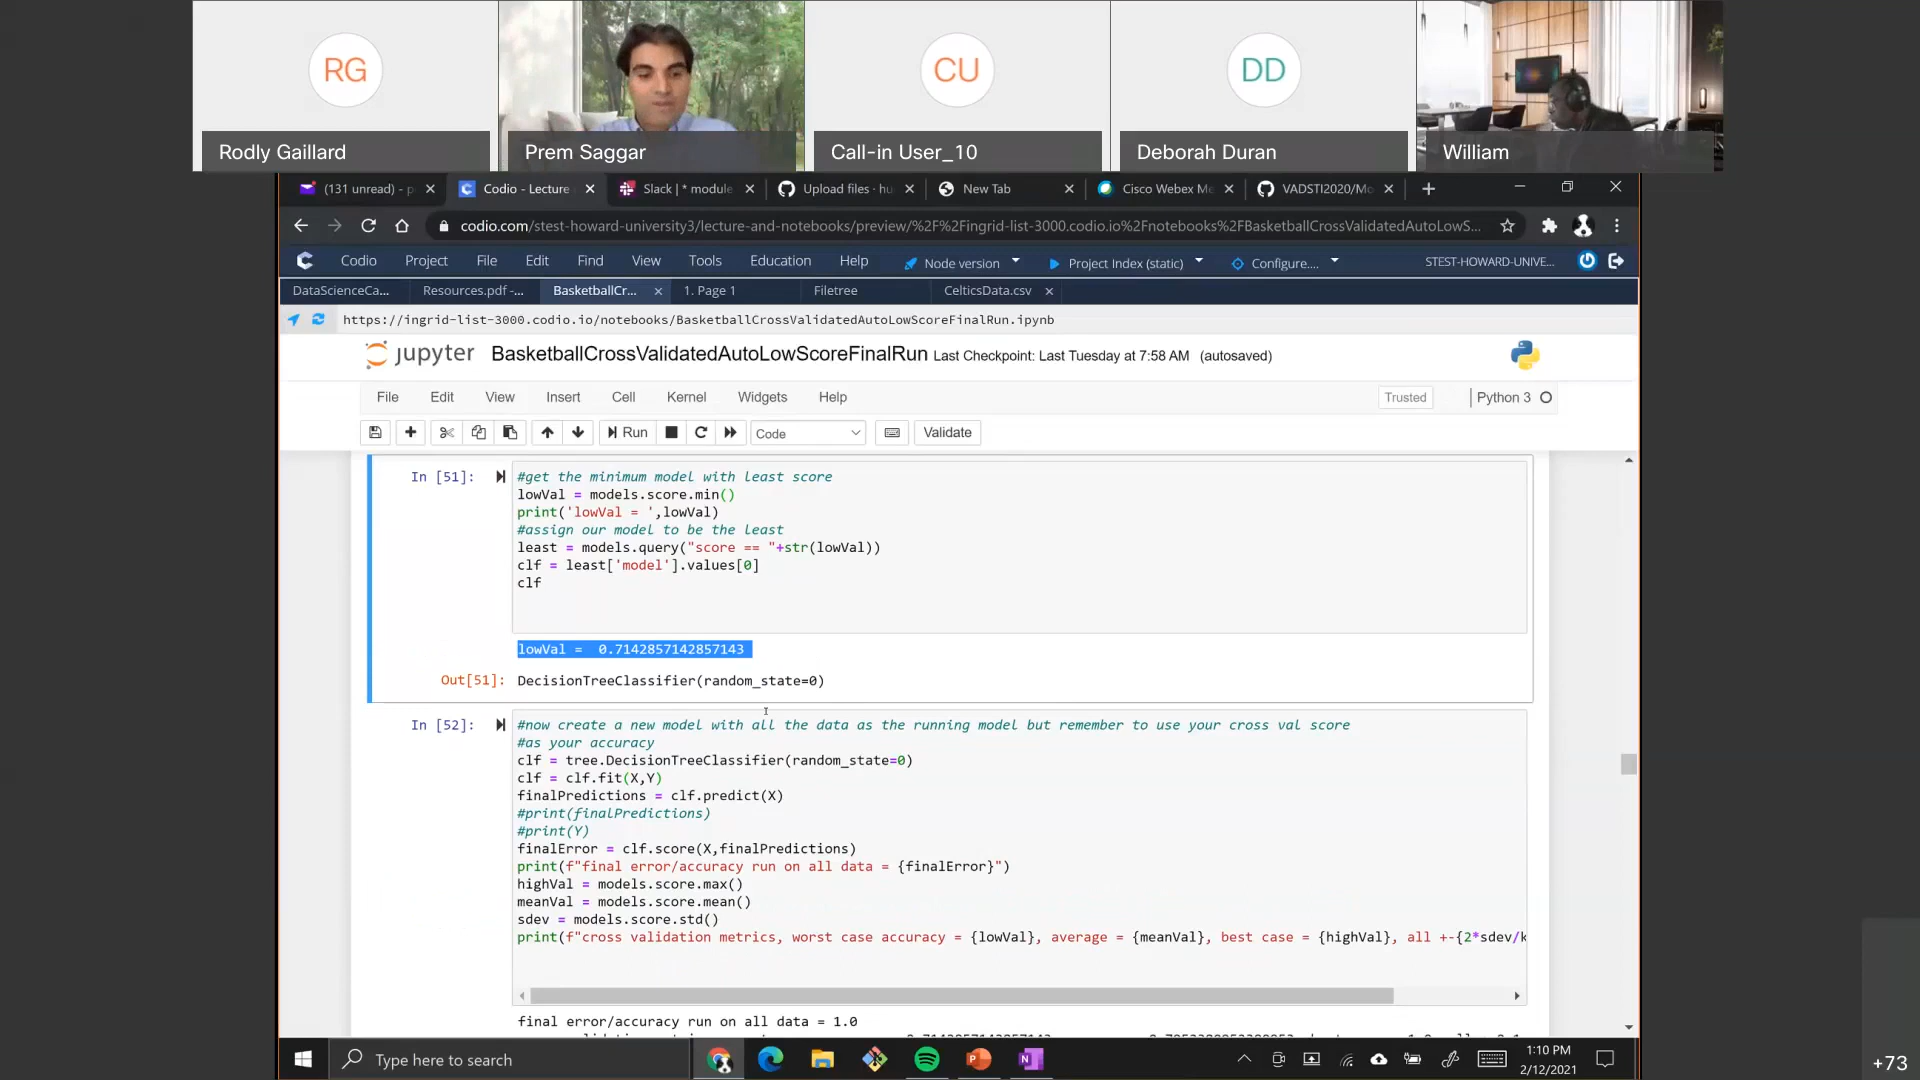 RG
CU
DD
Rodly Gaillard
Prem Saggar
Call-in User_10
Deborah Duran
William
(131 unread) - p
Codio - Lecture
Slack | * module
Upload files · hu
New Tab
Cisco Webex Me
VADSTI2020/Mo
codio.com/stest-howard-university3/lecture-and-notebooks/preview/%2F%2Fingrid-list-3000.codio.io%2Fnotebooks%2FBasketballCrossValidatedAutoLowS...
Codio Project File Edit Find View Tools Education Help Node version Project Index (static) Configure.... STEST-HOWARD-UNIVE...
DataScienceCa... Resources.pdf -... BasketballCr... 1. Page 1 Filetree CelticsData.csv
https://ingrid-list-3000.codio.io/notebooks/BasketballCrossValidatedAutoLowScoreFinalRun.ipynb
jupyter BasketballCrossValidatedAutoLowScoreFinalRun Last Checkpoint: Last Tuesday at 7:58 AM (autosaved)
File Edit View Insert Cell Kernel Widgets Help Trusted Python 3
Run Code Validate
In [51]: #get the minimum model with least score
lowVal = models.score.min()
print('lowVal = ',lowVal)
#assign our model to be the least
least = models.query("score == "+str(lowVal))
clf = least['model'].values[0]
clf
lowVal =  0.7142857142857143
Out[51]: DecisionTreeClassifier(random_state=0)
In [52]: #now create a new model with all the data as the running model but remember to use your cross val score
#as your accuracy
clf = tree.DecisionTreeClassifier(random_state=0)
clf = clf.fit(X,Y)
finalPredictions = clf.predict(X)
#print(finalPredictions)
#print(Y)
finalError = clf.score(X,finalPredictions)
print(f"final error/accuracy run on all data = {finalError}")
highVal = models.score.max()
meanVal = models.score.mean()
sdev = models.score.std()
print(f"cross validation metrics, worst case accuracy = {lowVal}, average = {meanVal}, best case = {highVal}, all +-{2*sdev/k
final error/accuracy run on all data = 1.0
Type here to search
1:10 PM
2/12/2021
+73